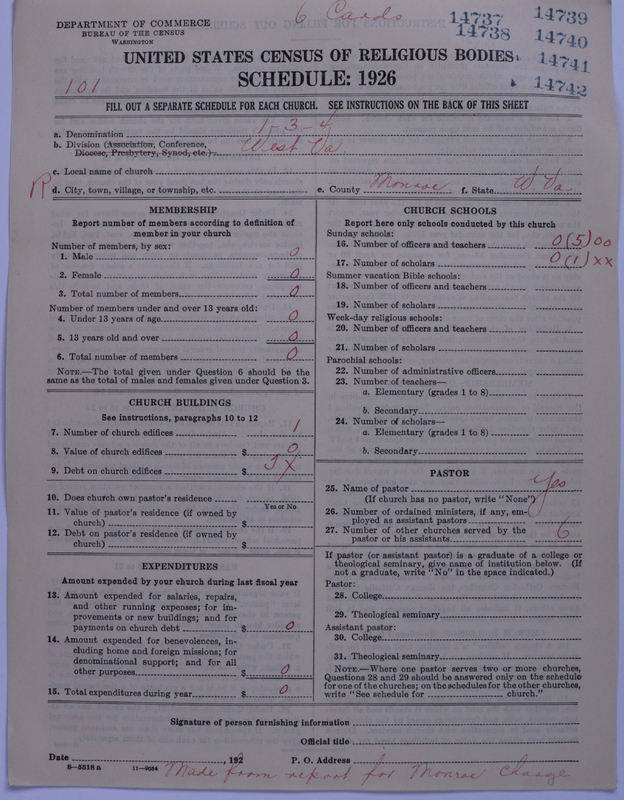 6 Cards
14737
14738
14739
14740
14741
14742
DEPARTMENT OF COMMERCE
BUREAU OF THE CENSUS
WASHINGTON
UNITED STATES CENSUS OF RELIGIOUS BODIES
SCHEDULE: 1926
101
FILL OUT A SEPARATE SCHEDULE FOR EACH CHURCH. SEE INSTRUCTIONS ON THE BACK OF THIS SHEET
a. Denomination 1-3-4
b. Division (Association, Conference, Diocese, Presbytery, Synod, etc.) West Va
c. Local name of church
R d. City, town, village, or township, etc. e. County Monroe f. State W. Va.
MEMBERSHIP
Report number of members according to definition of
member in your church
Number of members, by sex:
1. Male 0
2. Female 0
3. Total number of members 0
Number of members under and over 13 years old:
4. Under 13 years of age 0
5. 13 years old and over 0
6. Total number of members 0
NOTE.—The total given under Question 6 should be the
same as the total of males and females given under Question 3.
CHURCH BUILDINGS
See instructions, paragraphs 10 to 12
7. Number of church edifices 1
8. Value of church edifices $ 0
9. Debt on church edifices $ X
10. Does church own pastor's residence
Yes or No
11. Value of pastor's residence (if owned by
church) $
12. Debt on pastor's residence (if owned by
church) $
EXPENDITURES
Amount expended by your church during last fiscal year
13. Amount expended for salaries, repairs,
and other running expenses; for im-
provements or new buildings; and for
payments on church debt $ 0
14. Amount expended for benevolences, in-
cluding home and foreign missions; for
denominational support; and for all
other purposes $ 0
15. Total expenditures during year $ 0
CHURCH SCHOOLS
Report here only schools conducted by this church
Sunday schools:
16. Number of officers and teachers 0(5)00
17. Number of scholars 0(1)XX
Summer vacation Bible schools:
18. Number of officers and teachers
19. Number of scholars
Week-day religious schools:
20. Number of officers and teachers
21. Number of scholars
Parochial schools:
22. Number of administrative officers
23. Number of teachers—
a. Elementary (grades 1 to 8)
b. Secondary
24. Number of scholars—
a. Elementary (grades 1 to 8)
b. Secondary
PASTOR
25. Name of pastor Yes
(If church has no pastor, write "None")
26. Number of ordained ministers, if any, em-
ployed as assistant pastors
27. Number of other churches served by the
pastor or his assistants 6
If pastor (or assistant pastor) is a graduate of a college or
theological seminary, give name of institution below. (If
not a graduate, write "No" in the space indicated.)
Pastor:
28. College
29. Theological seminary
Assistant pastor:
30. College
31. Theological seminary
NOTE.—Where one pastor serves two or more churches,
Questions 28 and 29 should be answered only on the schedule
for one of the churches; on the schedules for the other churches,
write "See schedule for church."
Signature of person furnishing information
Official title
Date , 192 P. O. Address
8—5518 a 11—9054
Made from report for Monroe Charge